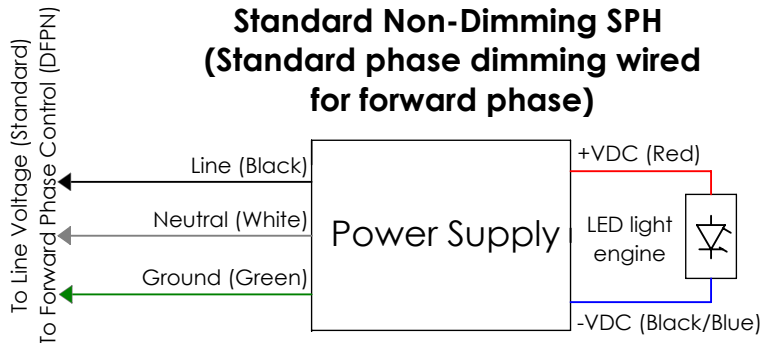 Standard Non-Dimming SPH
(Standard phase dimming wired
for forward phase)
To Line Voltage (Standard)
To Forward Phase Control (DFPN)
Line (Black)
Neutral (White)
Ground (Green)
Power Supply
+VDC (Red)
LED light
engine
-VDC (Black/Blue)